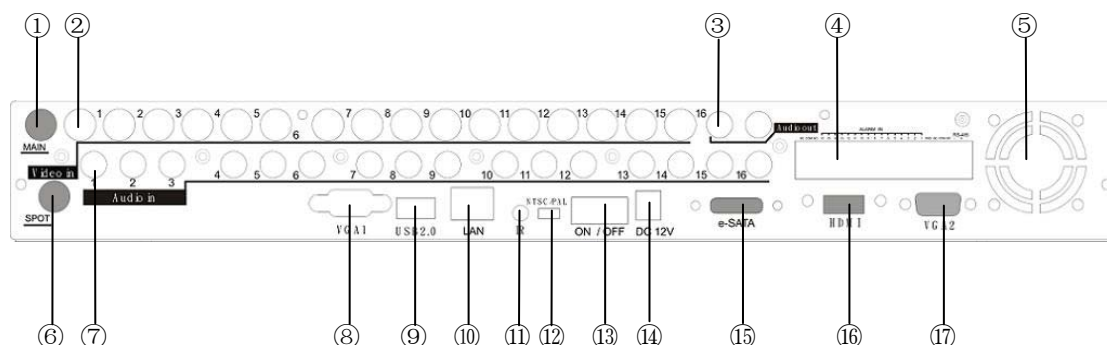 ① ② ③ ④ ⑤
1 2 3 4 5 6 7 8 9 10 11 12 13 14 15 16
MAIN
Audio out
ALARM IN
RS-485
Video in
1 2 3 4 5 6 7 8 9 10 11 12 13 14 15 16
Audio in
SPOT
VGA1
USB2.0
LAN
IR
NTSC/PAL
ON / OFF
DC 12V
e-SATA
HDMI
VGA2
⑥ ⑦ ⑧ ⑨ ⑩ ⑪ ⑫ ⑬ ⑭ ⑮ ⑯ ⑰